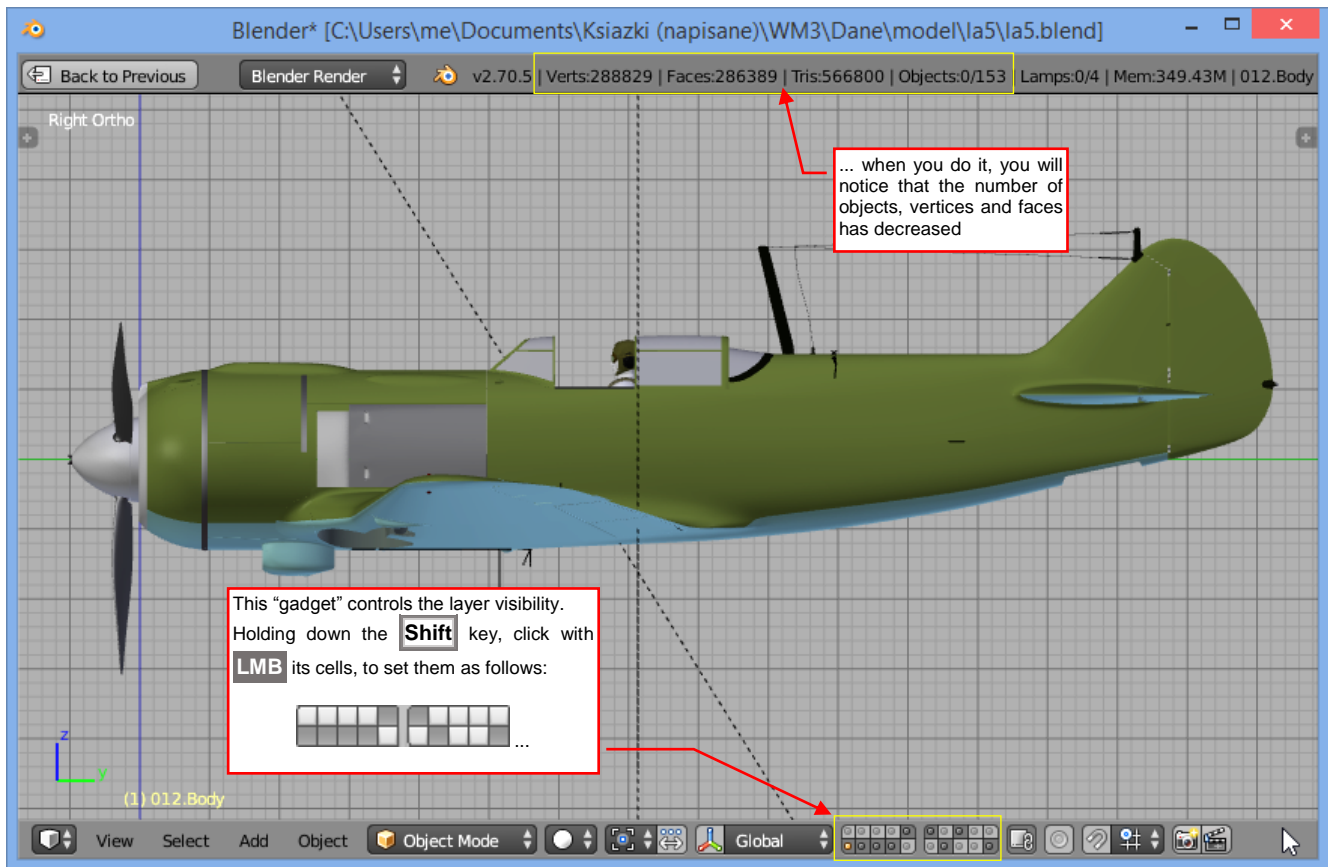 Blender* [C:\Users\me\Documents\Ksiazki (napisane)\WM3\Dane\model\la5\la5.blend]
Back to Previous
Blender Render
v2.70.5 | Verts:288829 | Faces:286389 | Tris:566800 | Objects:0/153 | Lamps:0/4 | Mem:349.43M | 012.Body
Right Ortho
... when you do it, you will
notice that the number of
objects, vertices and faces
has decreased
This “gadget” controls the layer visibility.
Holding down the Shift key, click with
LMB its cells, to set them as follows:
...
z
y
(1) 012.Body
View Select Add Object Object Mode Global